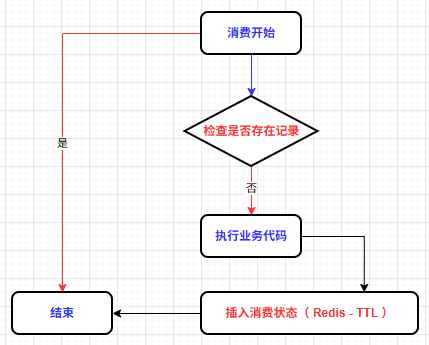 消费开始
检查是否存在记录
是
否
执行业务代码
结束
插入消费状态（ Redis - TTL ）